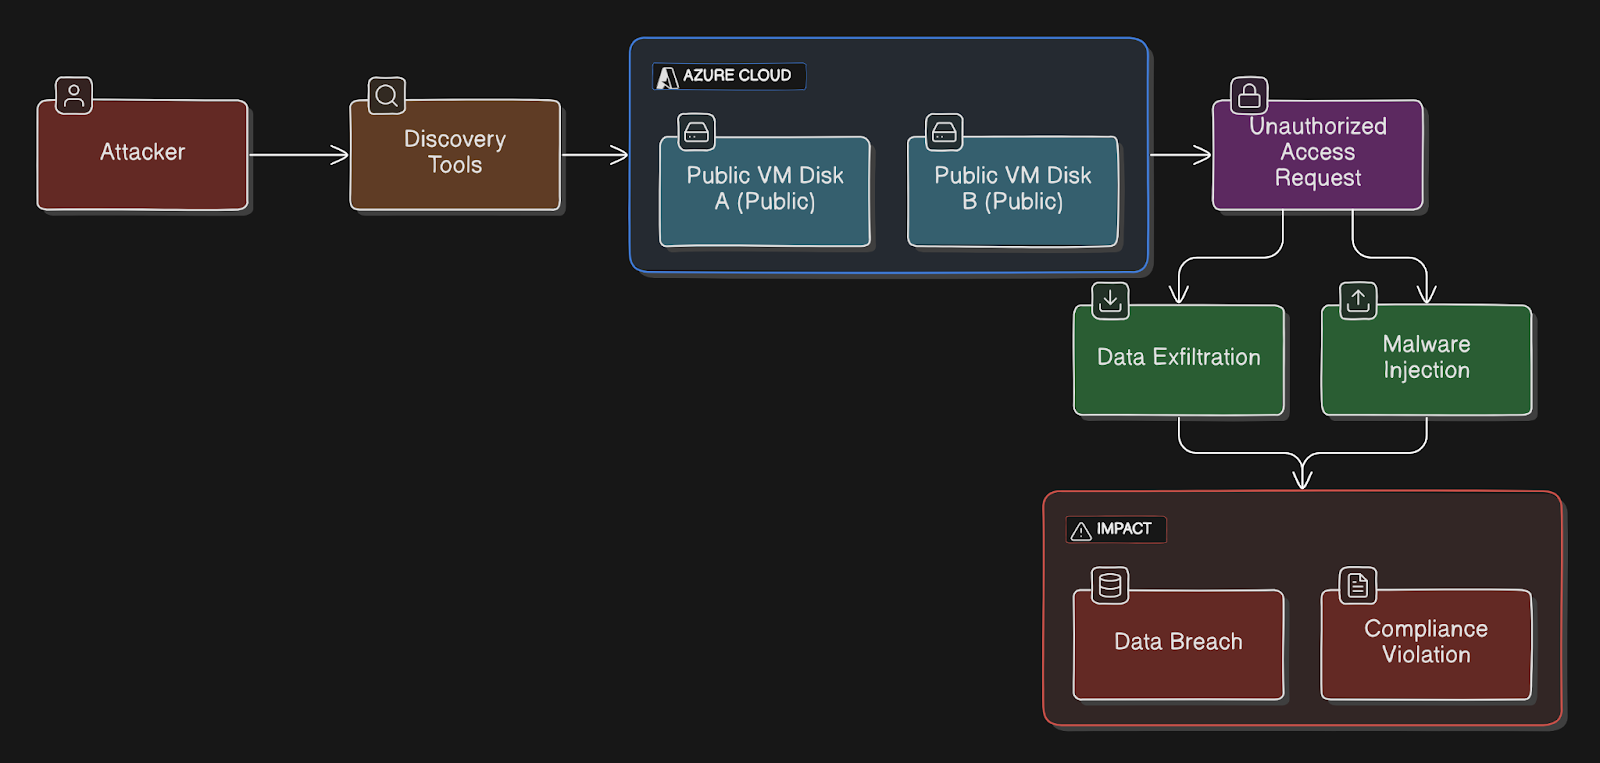 Attacker
Discovery
Tools
AZURE CLOUD
Public VM Disk
A (Public)
Public VM Disk
B (Public)
Unauthorized
Access
Request
Data Exfiltration
Malware
Injection
IMPACT
Data Breach
Compliance
Violation